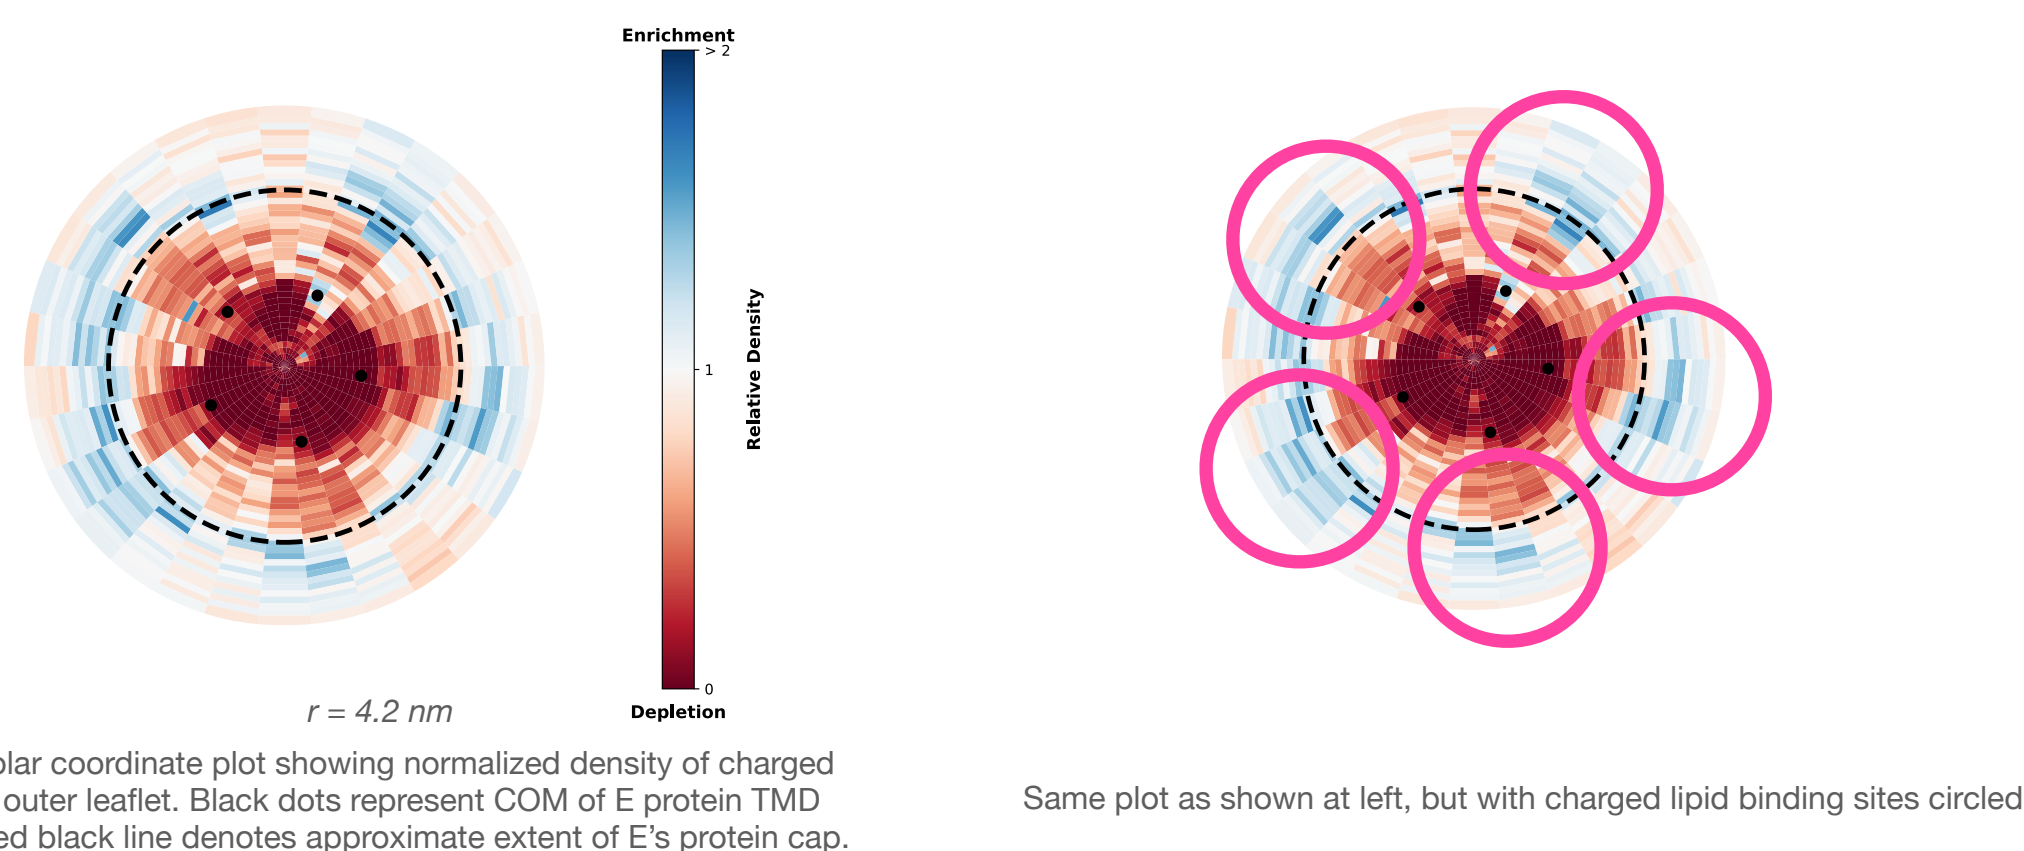 Enrichment
> 2
1
Relative Density
0
Depletion
r = 4.2 nm
olar coordinate plot showing normalized density of charged
outer leaflet. Black dots represent COM of E protein TMD
ed black line denotes approximate extent of E’s protein cap.
Same plot as shown at left, but with charged lipid binding sites circled